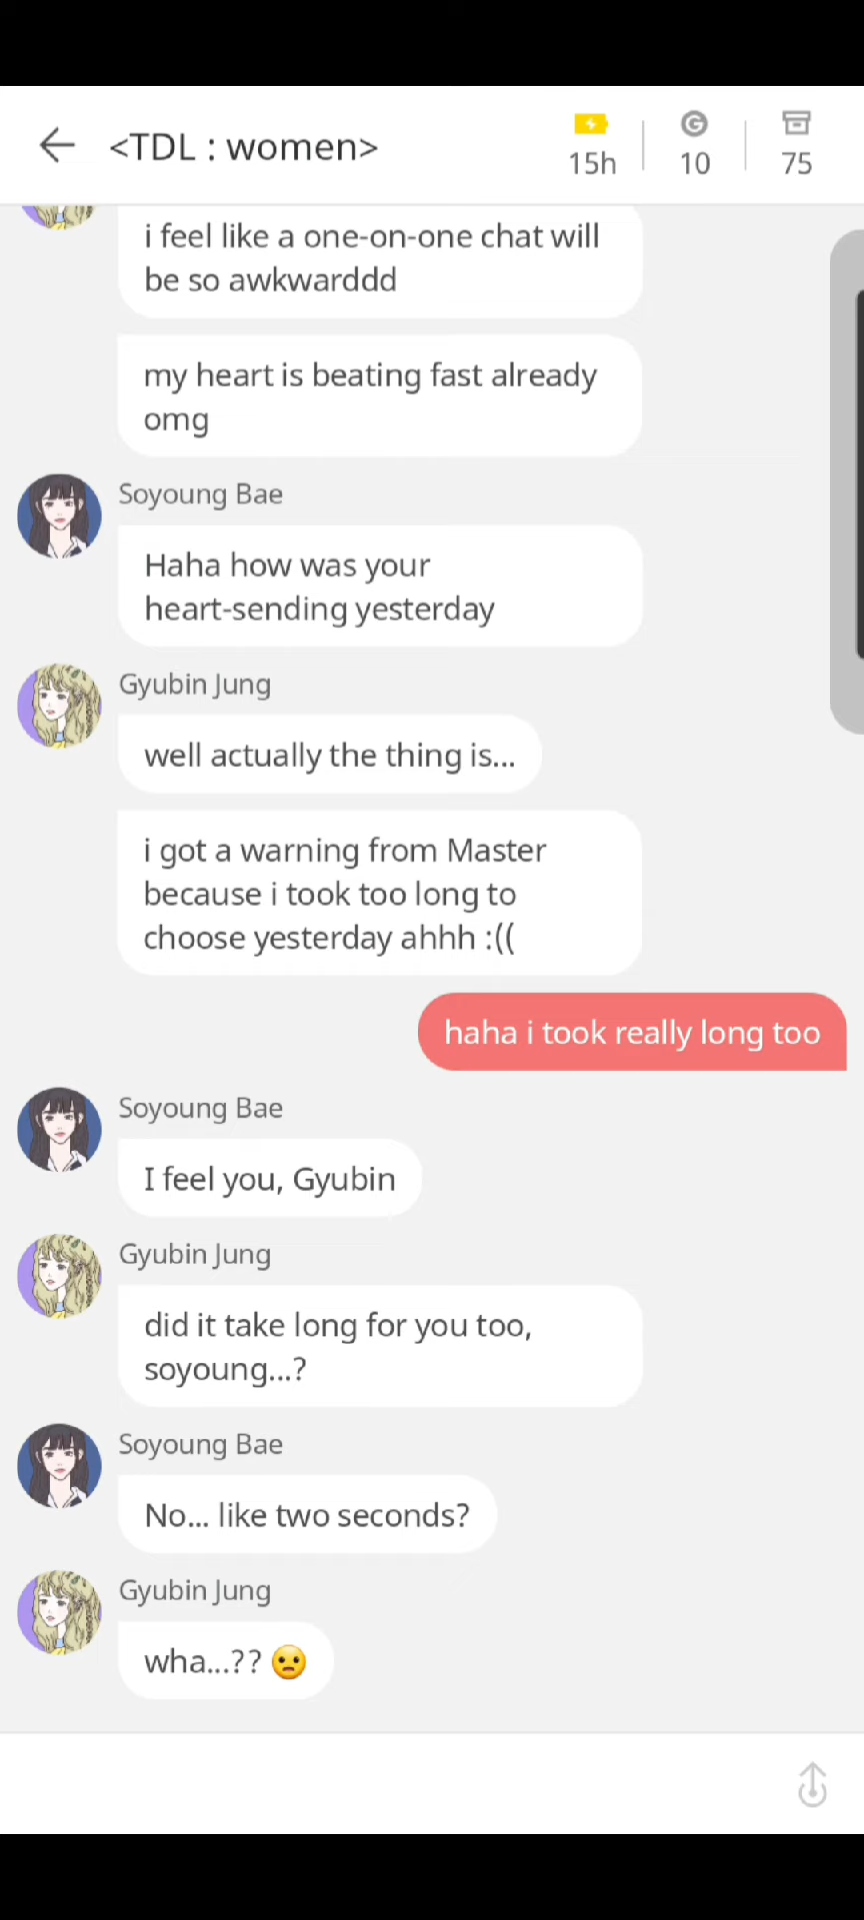 <TDL : women>
15h
10
75
i feel like a one-on-one chat will
be so awkwarddd
my heart is beating fast already
omg
Soyoung Bae
Haha how was your
heart-sending yesterday
Gyubin Jung
well actually the thing is...
i got a warning from Master
because i took too long to
choose yesterday ahhh :((
haha i took really long too
Soyoung Bae
I feel you, Gyubin
Gyubin Jung
did it take long for you too,
soyoung...?
Soyoung Bae
No... like two seconds?
Gyubin Jung
wha...?? 😦